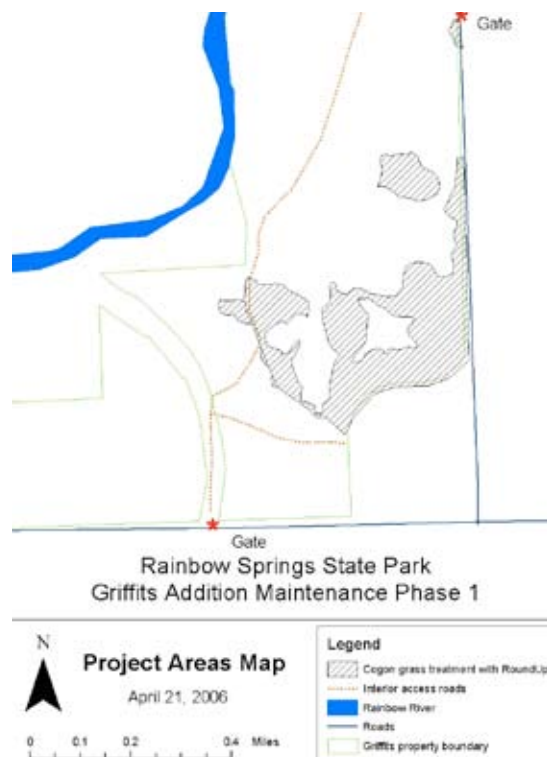 Gate
Gate
Rainbow Springs State Park
Griffits Addition Maintenance Phase 1
N
Project Areas Map
April 21, 2006
0 0.1 0.2 0.4 Miles
Legend
Cogon grass treatment with RoundUp
Interior access roads
Rainbow River
Roads
Griffits property boundary